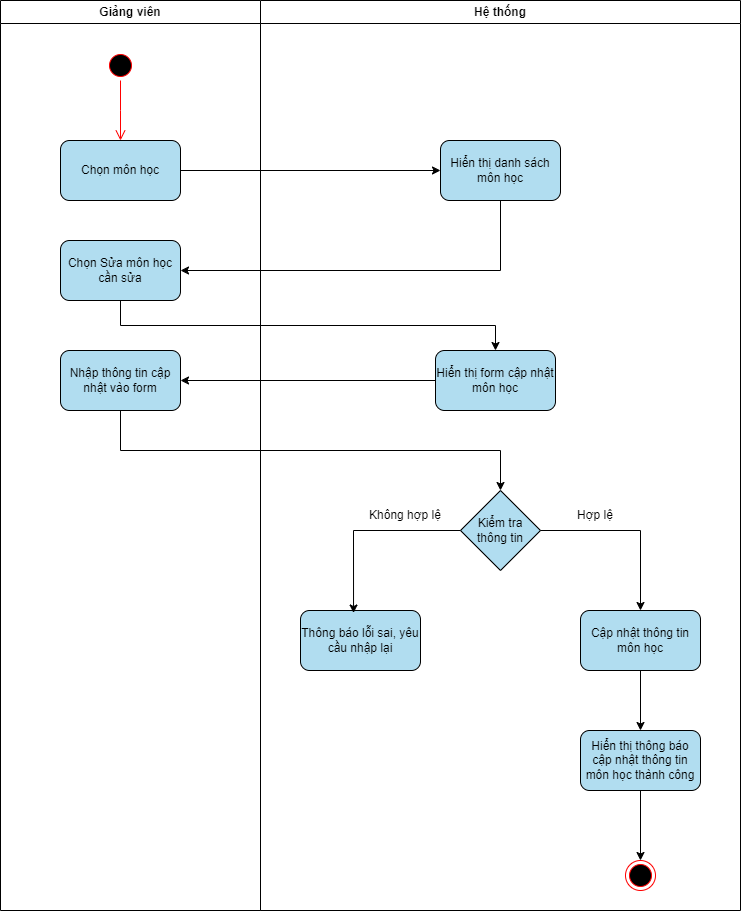 Giảng viên
Hệ thống
Chọn môn học
Hiển thị danh sách
môn học
Chọn Sửa môn học
cần sửa
Nhập thông tin cập
nhật vào form
Hiển thị form cập nhật
môn học
Không hợp lệ
Kiểm tra
thông tin
Hợp lệ
Thông báo lỗi sai, yêu
cầu nhập lại
Cập nhật thông tin
môn học
Hiển thị thông báo
cập nhật thông tin
môn học thành công